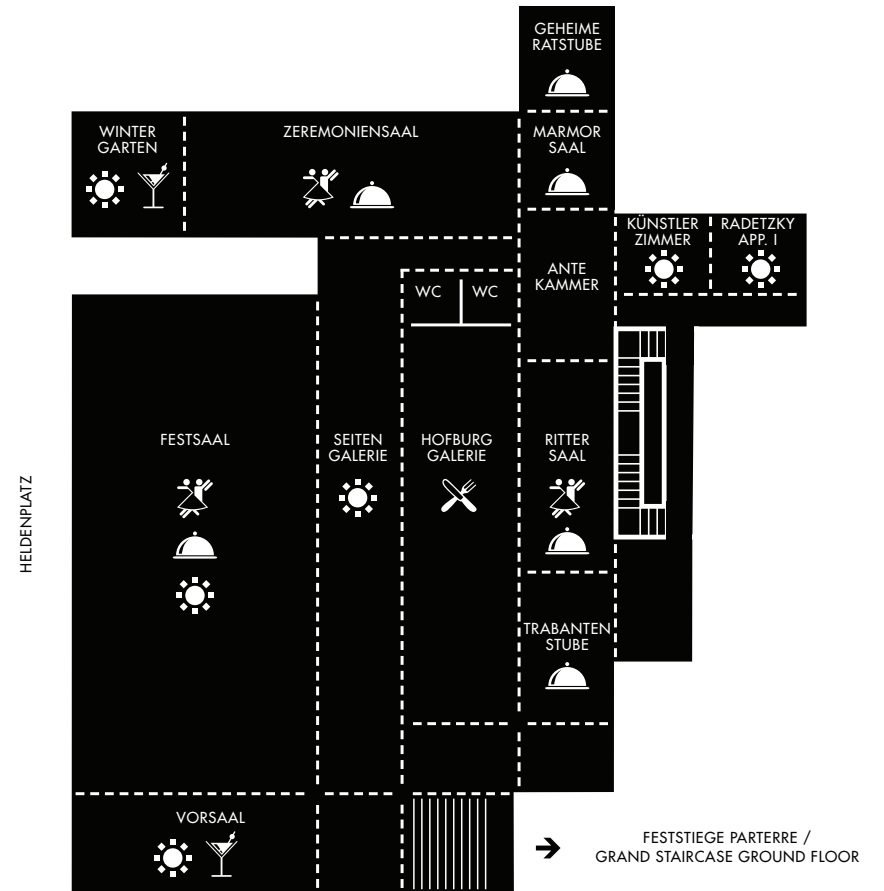 GEHEIME
RATSTUBE
WINTER
GARTEN
ZEREMONIENSAAL
MARMOR
SAAL
KÜNSTLER
ZIMMER
RADETZKY
APP. I
ANTE
KAMMER
WC
WC
FESTSAAL
SEITEN
GALERIE
HOFBURG
GALERIE
RITTER
SAAL
HELDENPLATZ
TRABANTEN
STUBE
VORSAAL
FESTSTIEGE PARTERRE /
GRAND STAIRCASE GROUND FLOOR